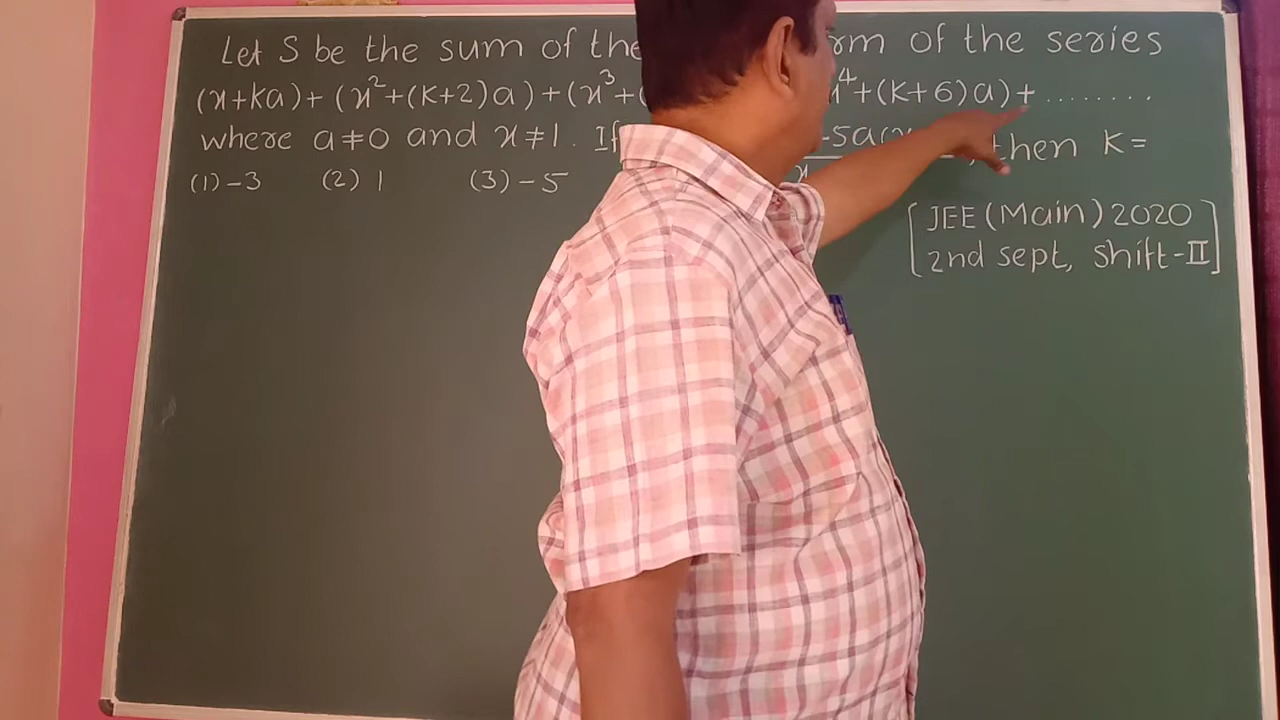 Let S be the sum of the rm of the series
(x+ka)+(x²+(k+2)a)+(x³+( x⁴+(k+6)a)+........
where a≠0 and x≠1. If -5a(x , then K=
(1) -3 (2) 1 (3) -5 x
[JEE (Main) 2020
2nd sept, shift-II]